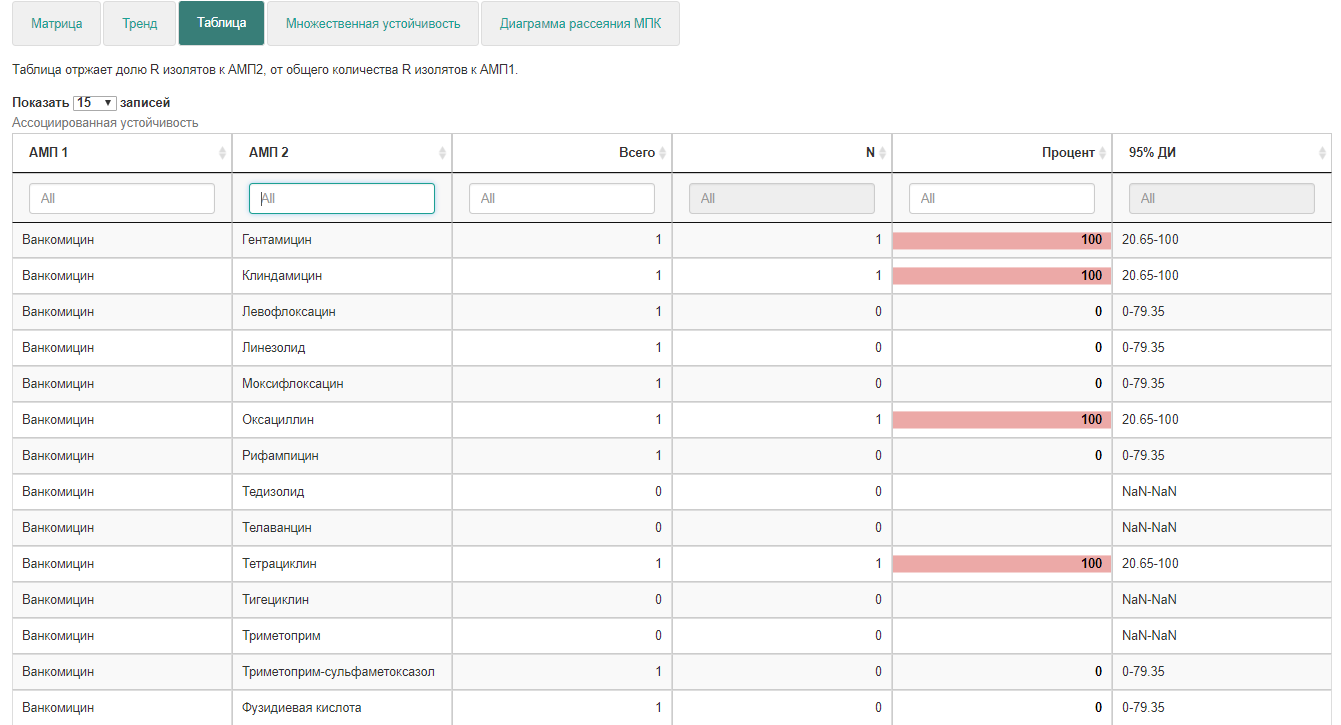 Матрица Тренд Таблица Множественная устойчивость Диаграмма рассеяния МПК
Таблица отржает долю R изолятов к АМП2, от общего количества R изолятов к АМП1.
Показать 15 записей
Ассоциированная устойчивость
АМП 1 АМП 2 Всего N Процент 95% ДИ
All All All All All All
Ванкомицин Гентамицин 1 1 100 20.65-100
Ванкомицин Клиндамицин 1 1 100 20.65-100
Ванкомицин Левофлоксацин 1 0 0 0-79.35
Ванкомицин Линезолид 1 0 0 0-79.35
Ванкомицин Моксифлоксацин 1 0 0 0-79.35
Ванкомицин Оксациллин 1 1 100 20.65-100
Ванкомицин Рифампицин 1 0 0 0-79.35
Ванкомицин Тедизолид 0 0 NaN-NaN
Ванкомицин Телаванцин 0 0 NaN-NaN
Ванкомицин Тетрациклин 1 1 100 20.65-100
Ванкомицин Тигециклин 0 0 NaN-NaN
Ванкомицин Триметоприм 0 0 NaN-NaN
Ванкомицин Триметоприм-сульфаметоксазол 1 0 0 0-79.35
Ванкомицин Фузидиевая кислота 1 0 0 0-79.35